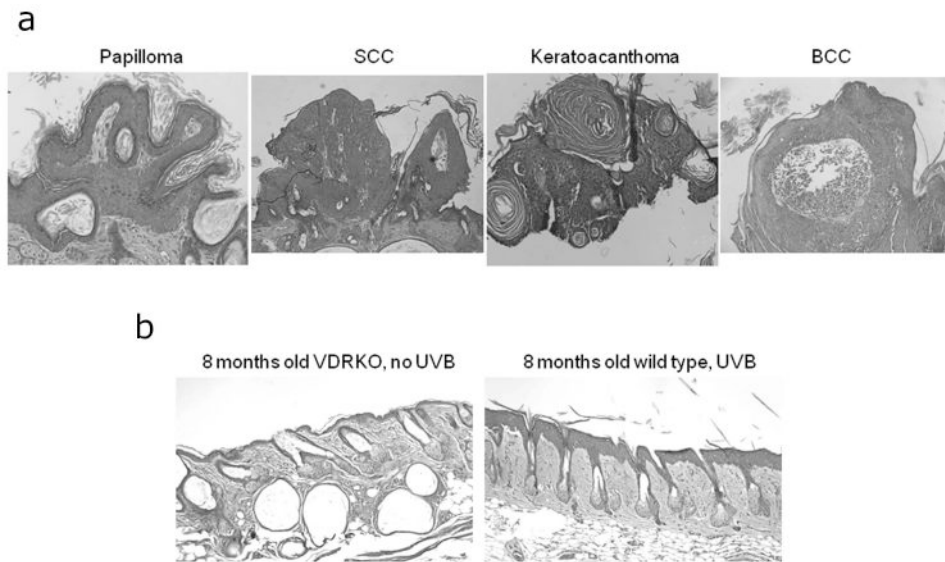 a
Papilloma
SCC
Keratoacanthoma
BCC
b
8 months old VDRKO, no UVB
8 months old wild type, UVB